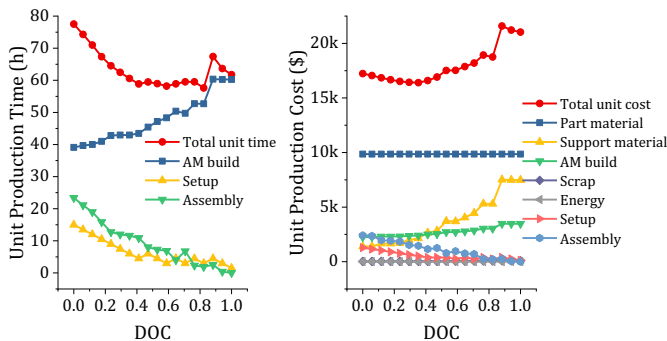 Unit Production Time (h)
80
70
60
50
40
30
20
10
0
0.0 0.2 0.4 0.6 0.8 1.0
DOC
Total unit time
AM build
Setup
Assembly
Unit Production Cost ($)
20k
15k
10k
5k
0
0.0 0.2 0.4 0.6 0.8 1.0
DOC
Total unit cost
Part material
Support material
AM build
Scrap
Energy
Setup
Assembly